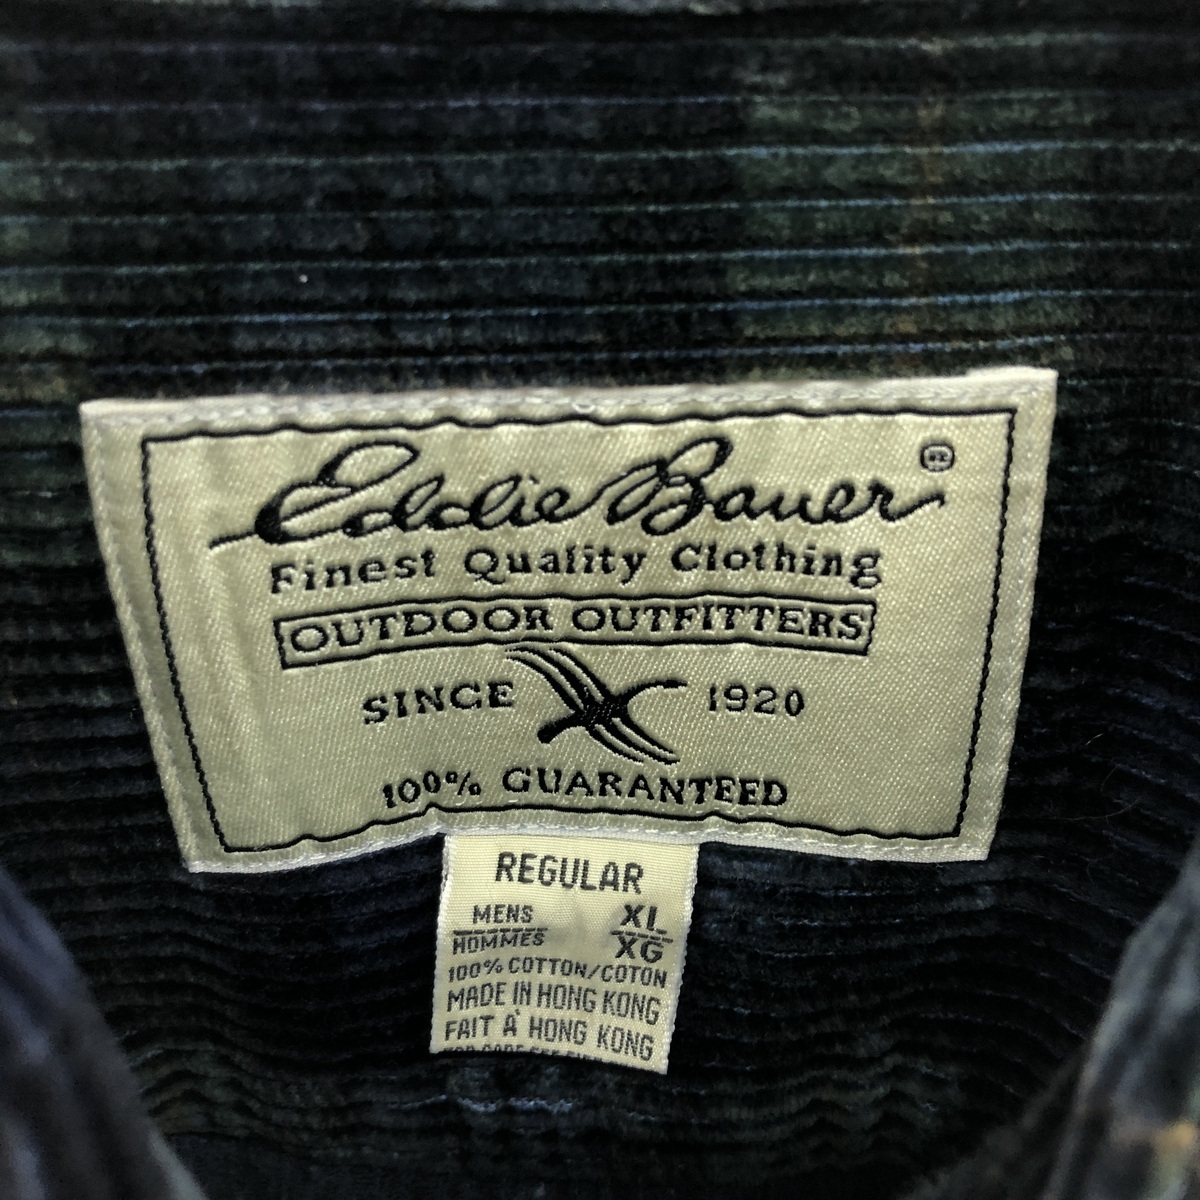 Eddie Bauer®
Finest Quality Clothing
OUTDOOR OUTFITTERS
SINCE 1920
100% GUARANTEED
REGULAR
MENS XL
HOMMES XG
100% COTTON/COTON
MADE IN HONG KONG
FAIT À HONG KONG